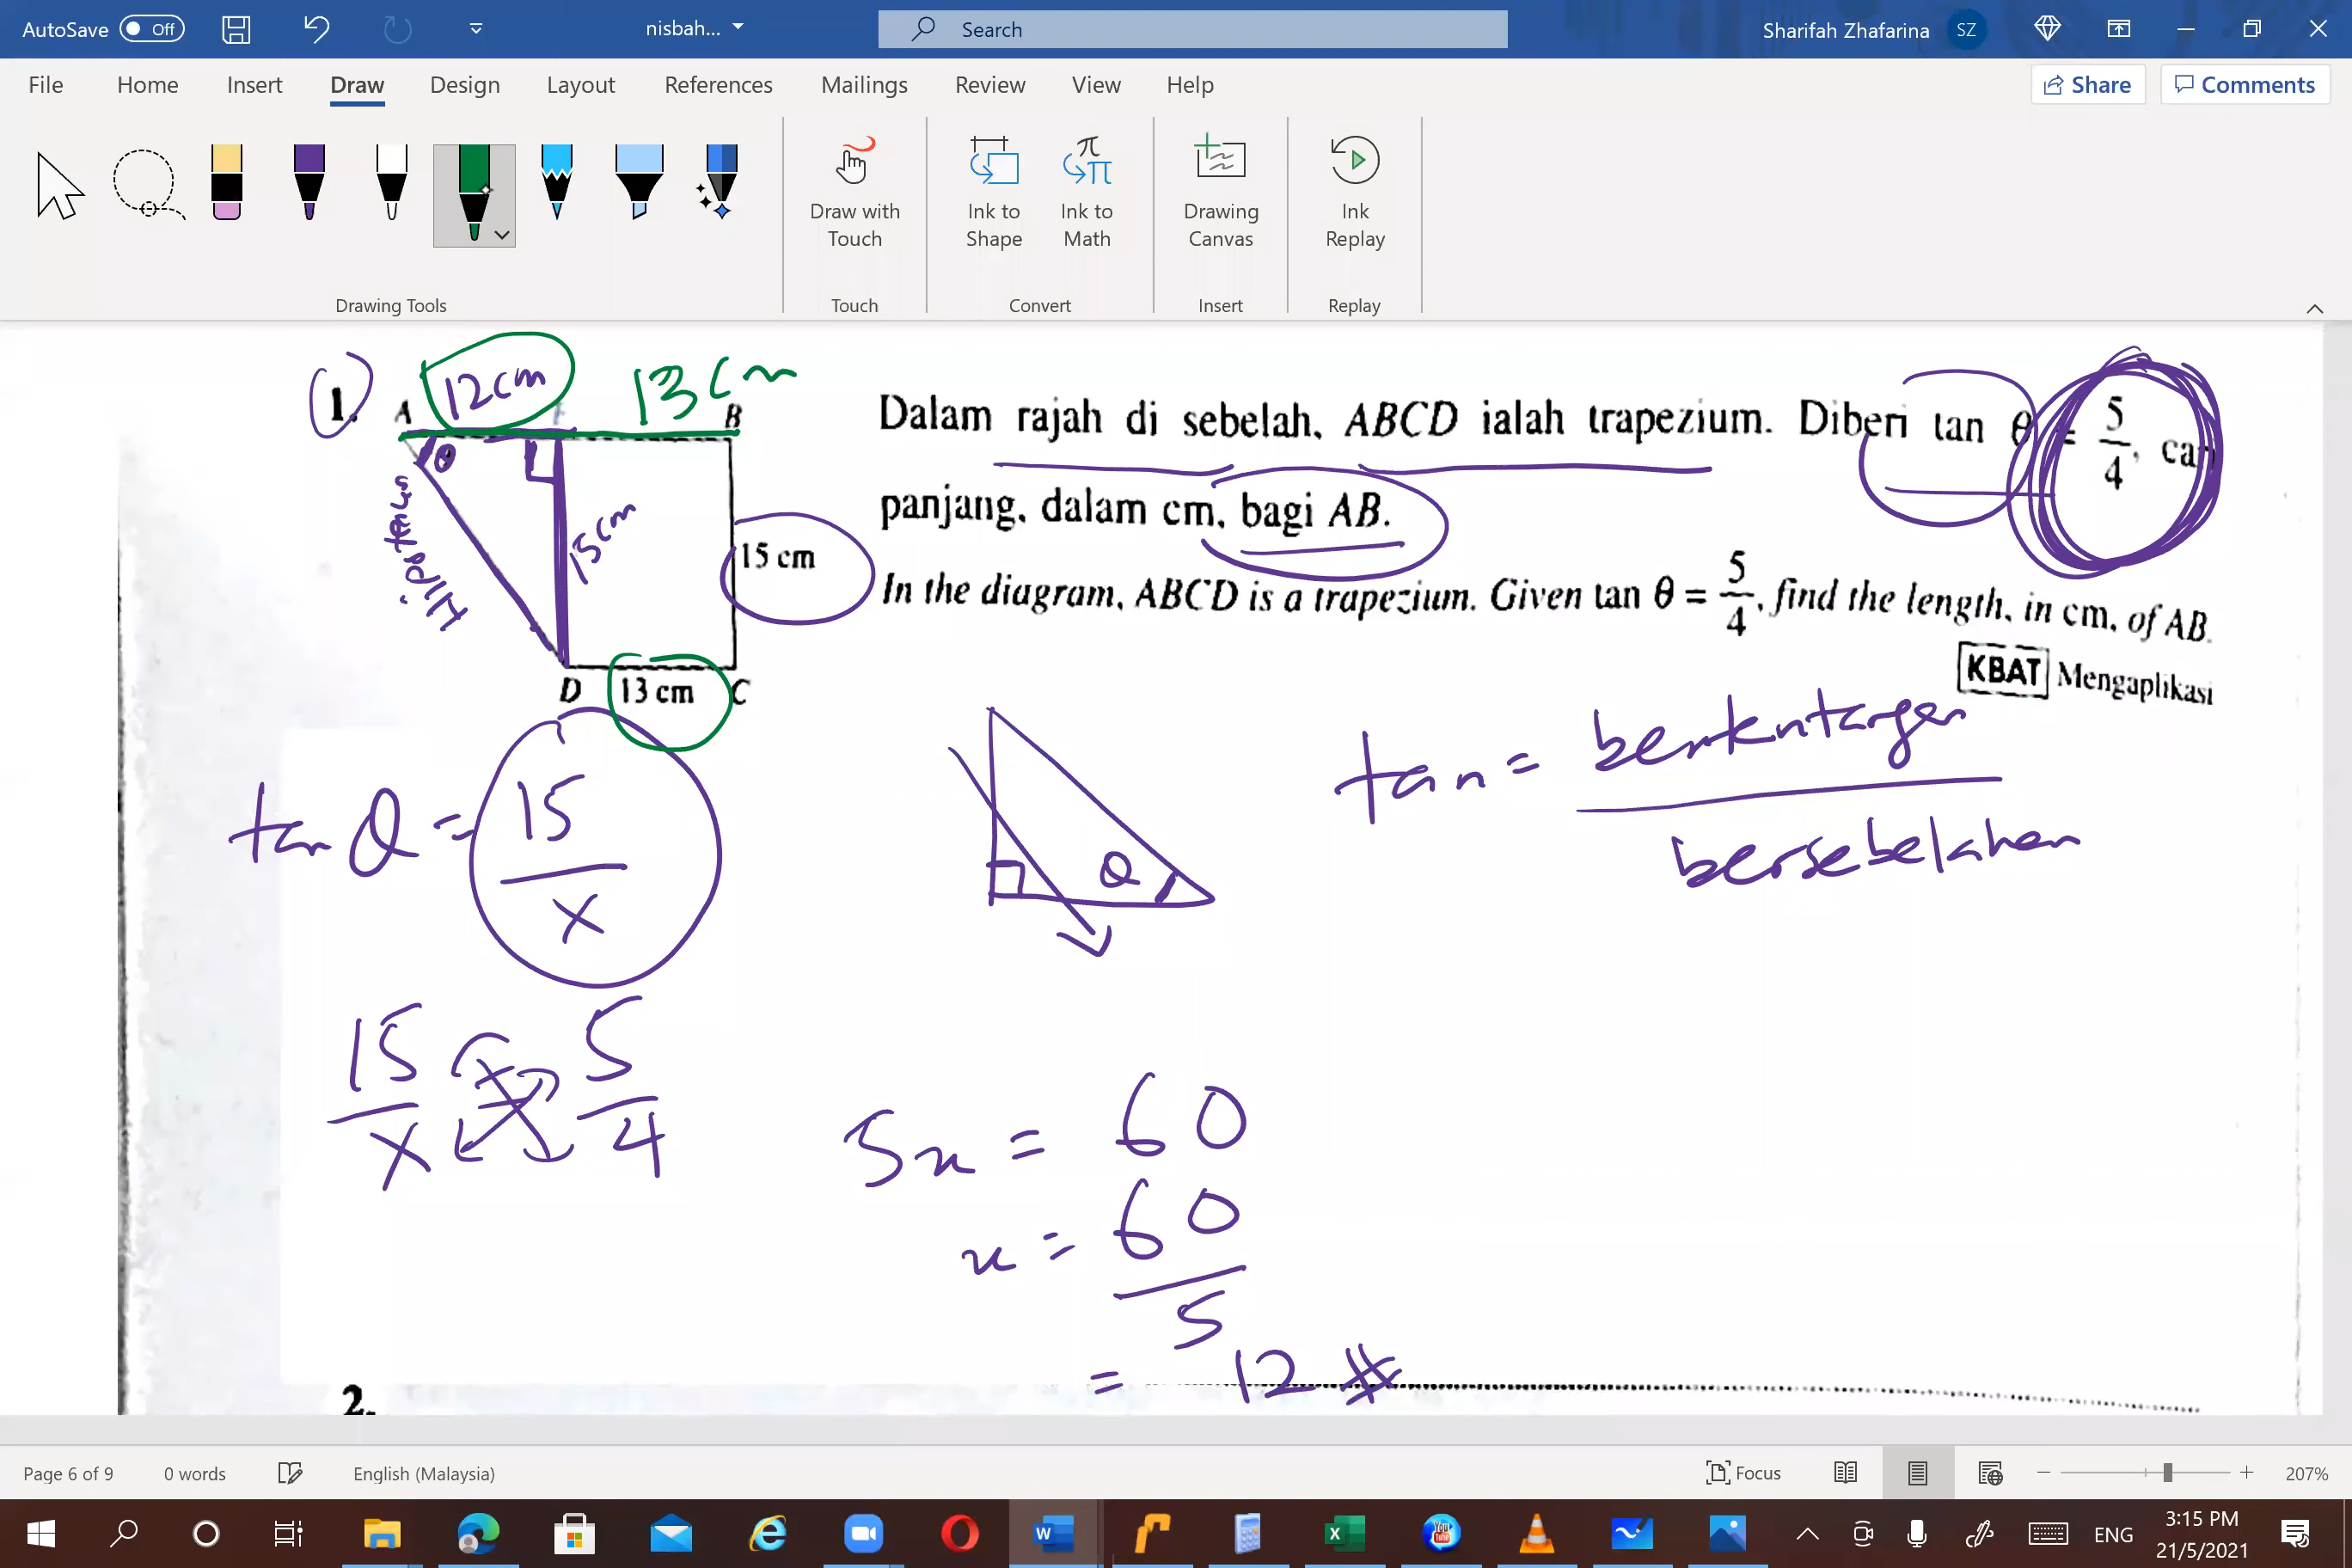 AutoSave Off nisbah... Search Sharifah Zhafarina SZ
File Home Insert Draw Design Layout References Mailings Review View Help Share Comments
Draw with Touch
Ink to Shape
Ink to Math
Drawing Canvas
Ink Replay
Drawing Tools Touch Convert Insert Replay
1.
A 12cm 13cm B
θ
15cm
15 cm
D 13 cm C
Dalam rajah di sebelah, ABCD ialah trapezium. Diberi tan θ = 5/4,
panjang, dalam cm, bagi AB.
In the diagram, ABCD is a trapezium. Given tan θ = 5/4, find the length, in cm, of AB.
KBAT Mengaplikasi
tan θ = 15/x
θ
tan = bertentangan/bersebelahan
15/x = 5/4
5x = 60
x = 60/5
= 12 #
2.
Page 6 of 9 0 words English (Malaysia) Focus 207%
ENG 3:15 PM
21/5/2021